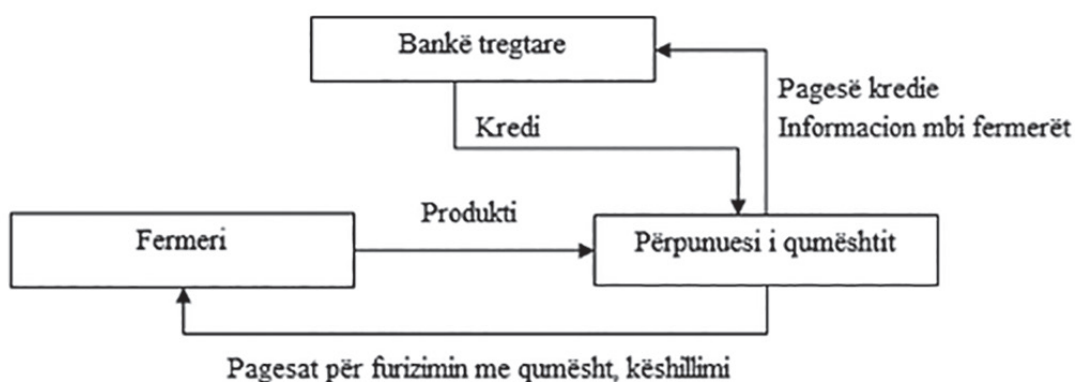 Bankë tregtare
Pagesë kredie
Informacion mbi fermerët
Kredi
Produkti
Fermeri
Përpunuesi i qumështit
Pagesat për furizimin me qumësht, këshillimi